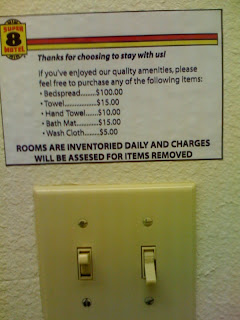 SUPER
8
MOTEL
Thanks for choosing to stay with us!
If you've enjoyed our quality amenities, please
feel free to purchase any of the following items:
• Bedspread........$100.00
• Towel................$15.00
• Hand Towel.....$10.00
• Bath Mat..........$15.00
• Wash Cloth.......$5.00
ROOMS ARE INVENTORIED DAILY AND CHARGES
WILL BE ASSESED FOR ITEMS REMOVED